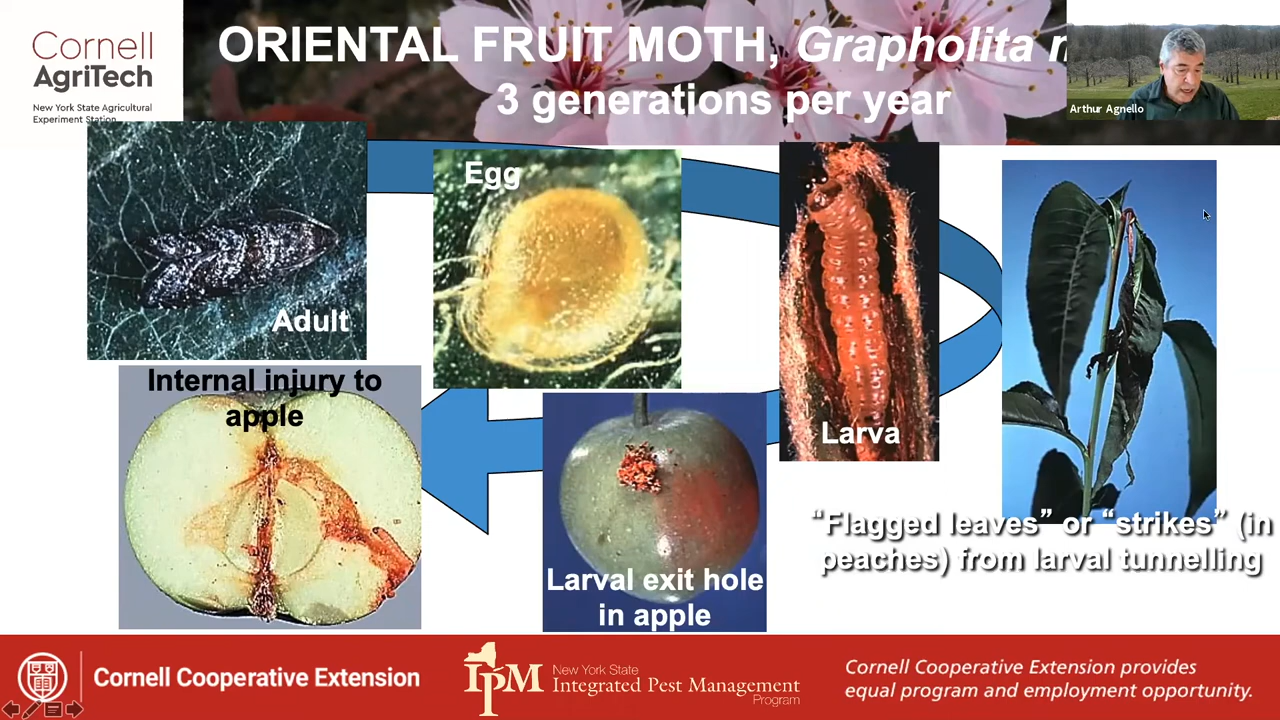 Cornell
AgriTech
New York State Agricultural
Experiment Station
ORIENTAL FRUIT MOTH, Grapholita
3 generations per year
Arthur Agnello
Adult
Egg
Larva
Internal injury to
apple
Larval exit hole
in apple
“Flagged leaves” or “strikes” (in
peaches) from larval tunnelling
Cornell Cooperative Extension
IPM
New York State
Integrated Pest Management
Program
Cornell Cooperative Extension provides
equal program and employment opportunity.